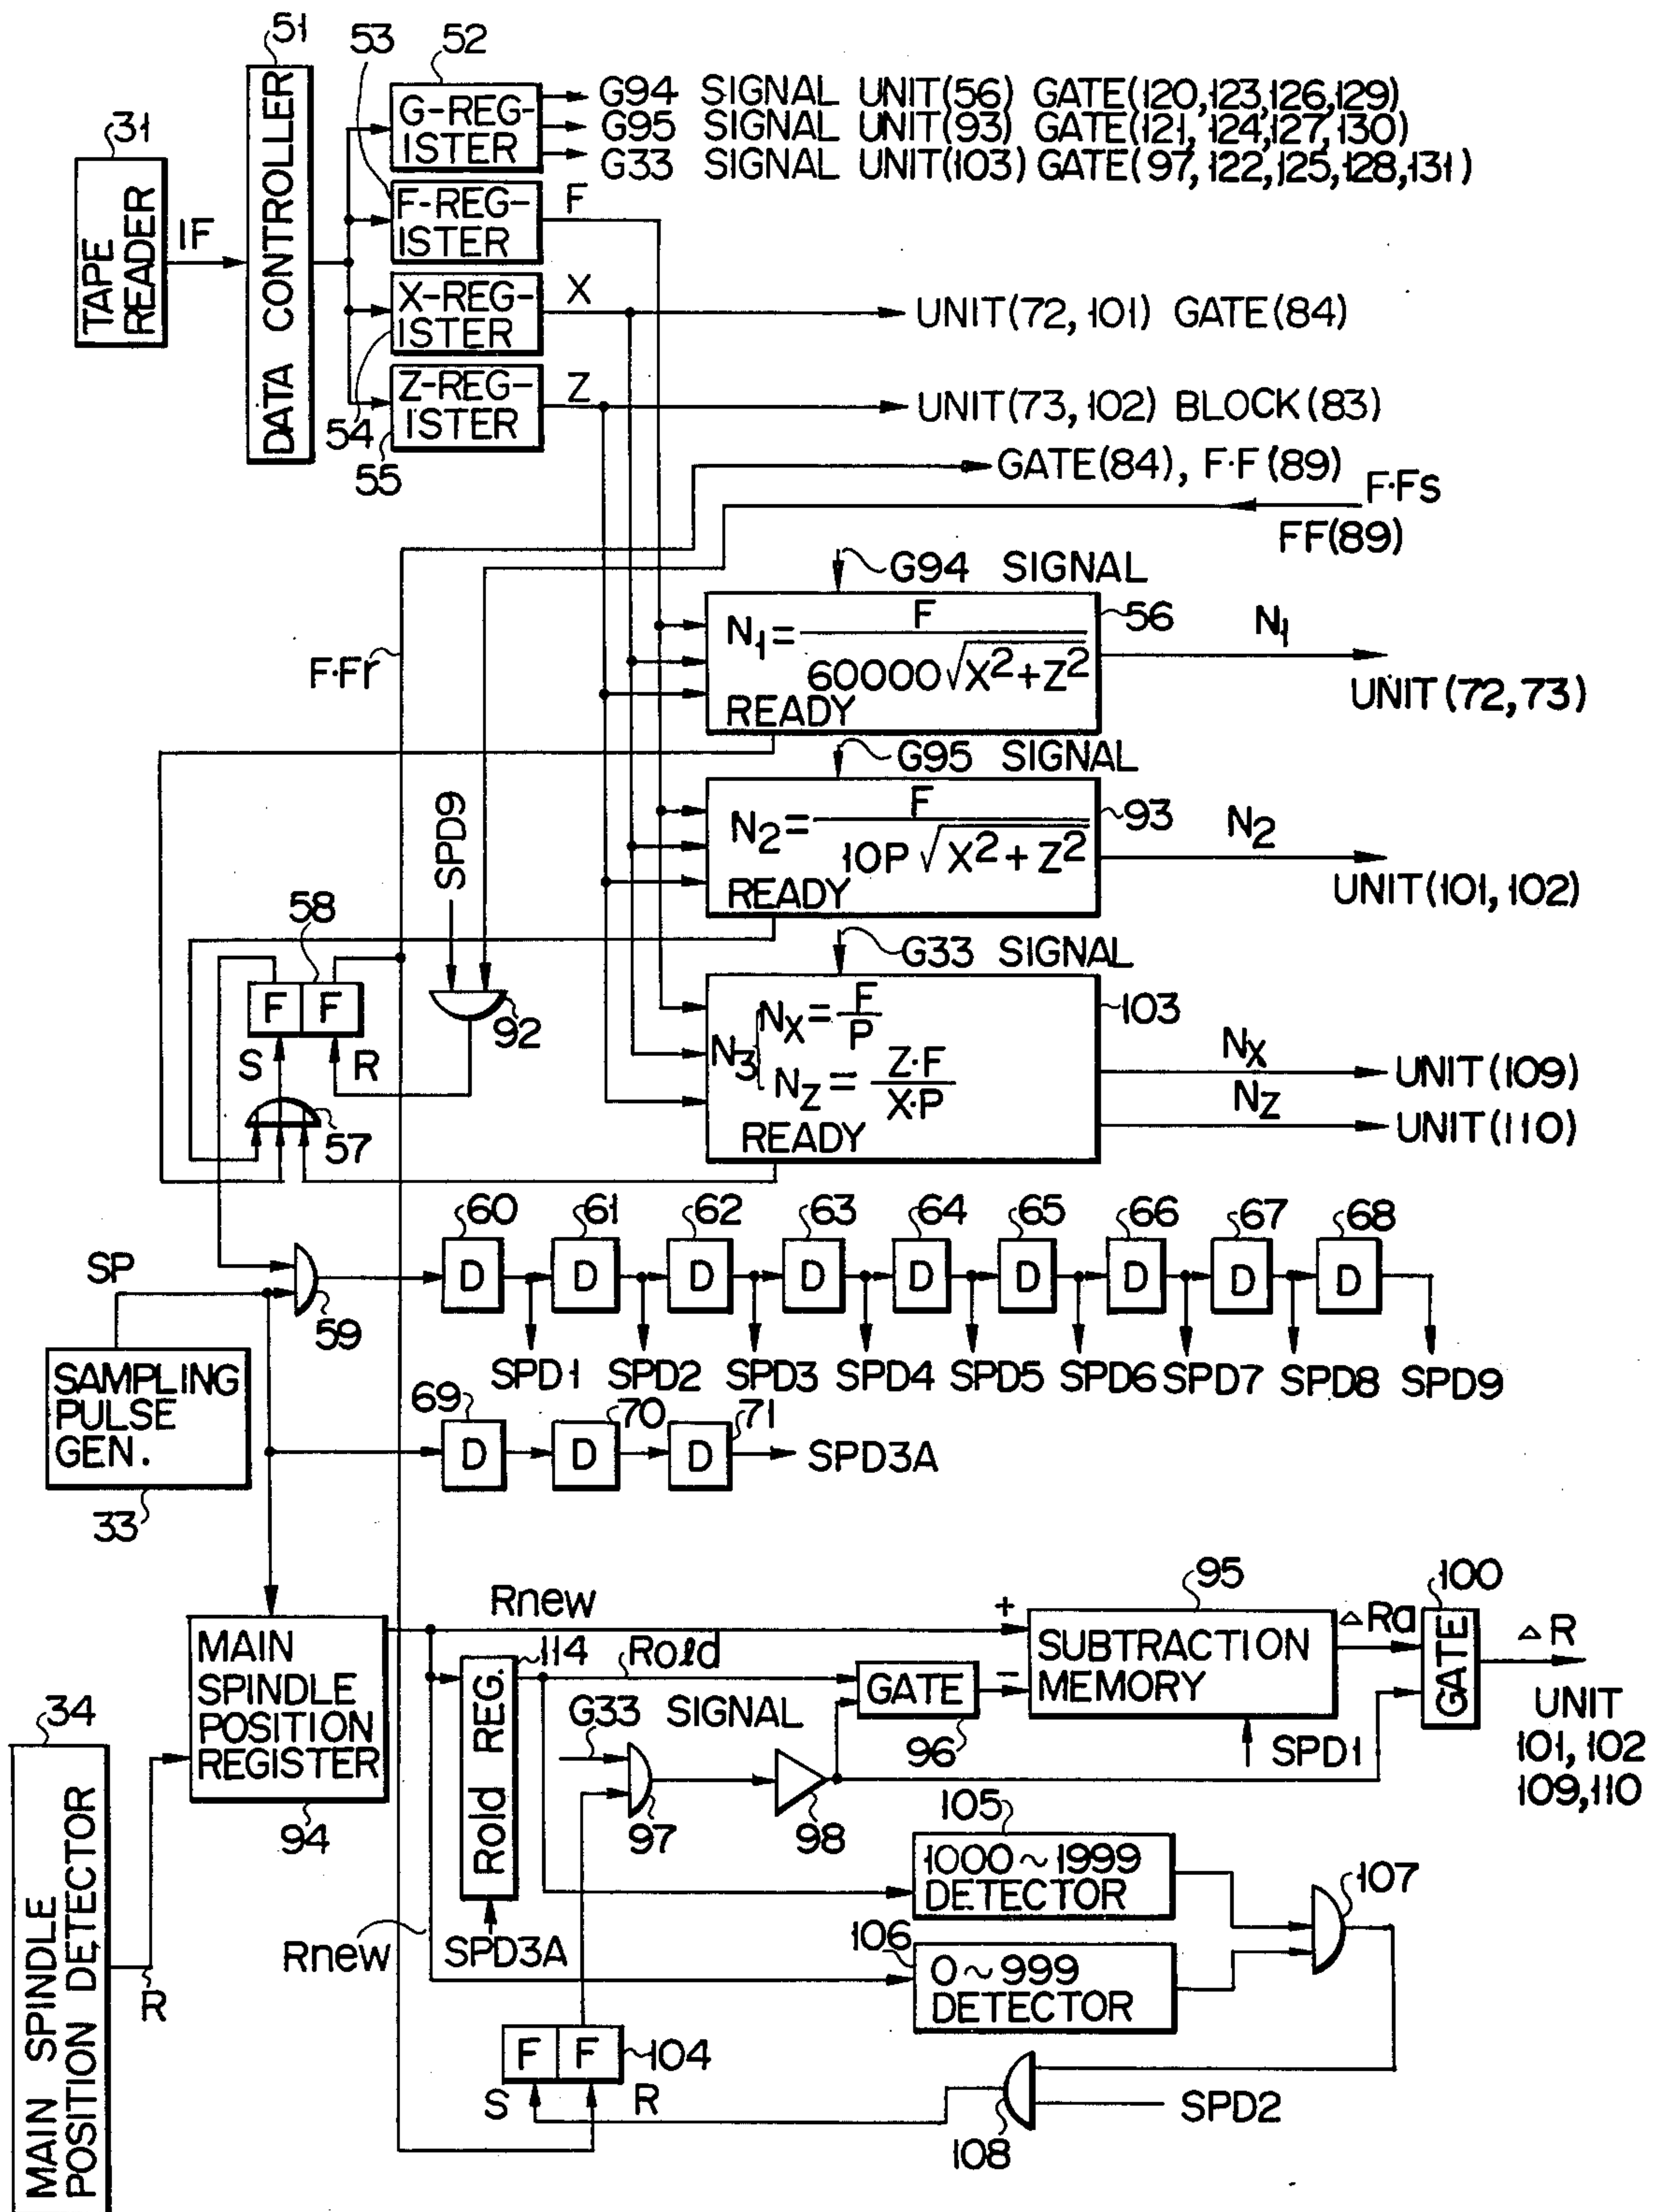 51
53
52
31
G-REG-
ISTER
G94 SIGNAL UNIT(56) GATE(120,123,126,129)
G95 SIGNAL UNIT(93) GATE(121,124,127,130)
G33 SIGNAL UNIT(103) GATE(97,122,125,128,131)
TAPE
READER
IF
DATA CONTROLLER
F-REG-
ISTER
F
X-REG-
ISTER
X
UNIT(72,101) GATE(84)
Z-REG-
ISTER
Z
UNIT(73,102) BLOCK(83)
54
55
GATE(84), F·F(89)
F·Fs
FF(89)
G94 SIGNAL
N1= F
60000√X²+Z²
READY
56
N1
UNIT(72,73)
F·Fr
G95 SIGNAL
N2= F
10P√X²+Z²
READY
93
N2
UNIT(101,102)
SPD9
58
F F
S R
92
57
G33 SIGNAL
N3
NX= F
P
NZ= Z·F
X·P
READY
103
NX
UNIT(109)
NZ
UNIT(110)
60 61 62 63 64 65 66 67 68
SP
D D D D D D D D D
59
SPD1 SPD2 SPD3 SPD4 SPD5 SPD6 SPD7 SPD8 SPD9
SAMPLING
PULSE
GEN.
33
69 70 71
D D D
SPD3A
95
100
Rnew
+
MAIN
SPINDLE
POSITION
REGISTER
94
114
Rold REG.
Rold
GATE
96
−
SUBTRACTION
MEMORY
△Ra
GATE
△R
UNIT
101, 102
109,110
SPD1
G33 SIGNAL
97
98
34
MAIN SPINDLE
POSITION DETECTOR
R
105
1000~1999
DETECTOR
107
Rnew
SPD3A
106
0~999
DETECTOR
F F
104
S R
108
SPD2